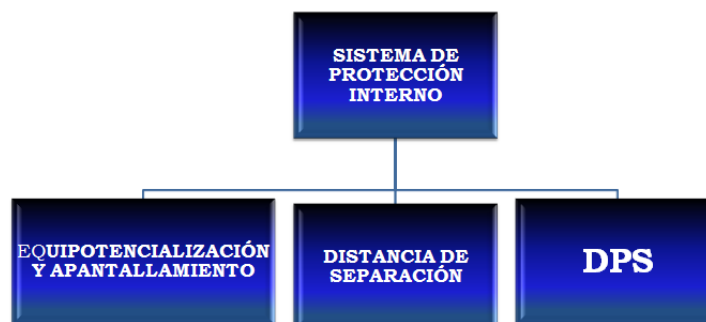 SISTEMA DE
PROTECCIÓN
INTERNO
EQUIPOTENCIALIZACIÓN
Y APANTALLAMIENTO
DISTANCIA DE
SEPARACIÓN
DPS